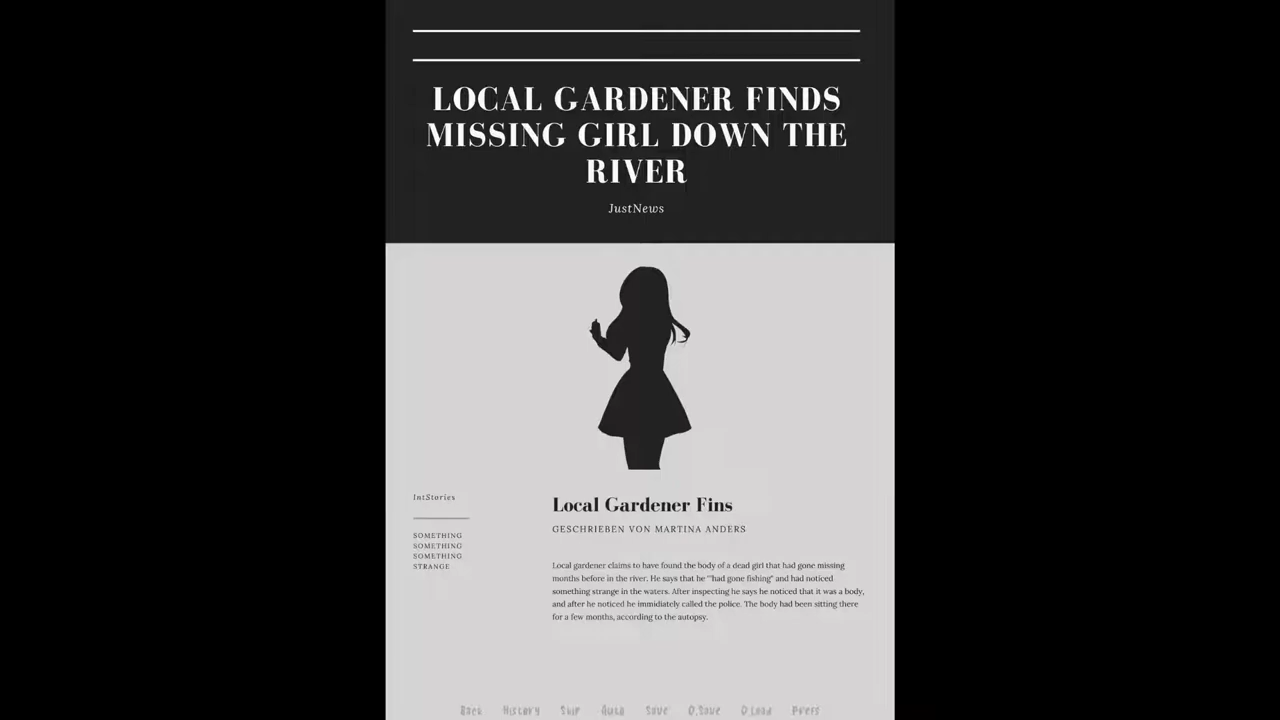 LOCAL GARDENER FINDS
MISSING GIRL DOWN THE
RIVER
JustNews
IntStories
SOMETHING
SOMETHING
SOMETHING
STRANGE
Local Gardener Fins
GESCHRIEBEN VON MARTINA ANDERS
Local gardener claims to have found the body of a dead girl that had gone missing
months before in the river. He says that he '"had gone fishing" and had noticed
something strange in the waters. After inspecting he says he noticed that it was a body,
and after he noticed he immidiately called the police. The body had been sitting there
for a few months, according to the autopsy.
Back History Skip Auto Save Q.Save Q.Load Prefs